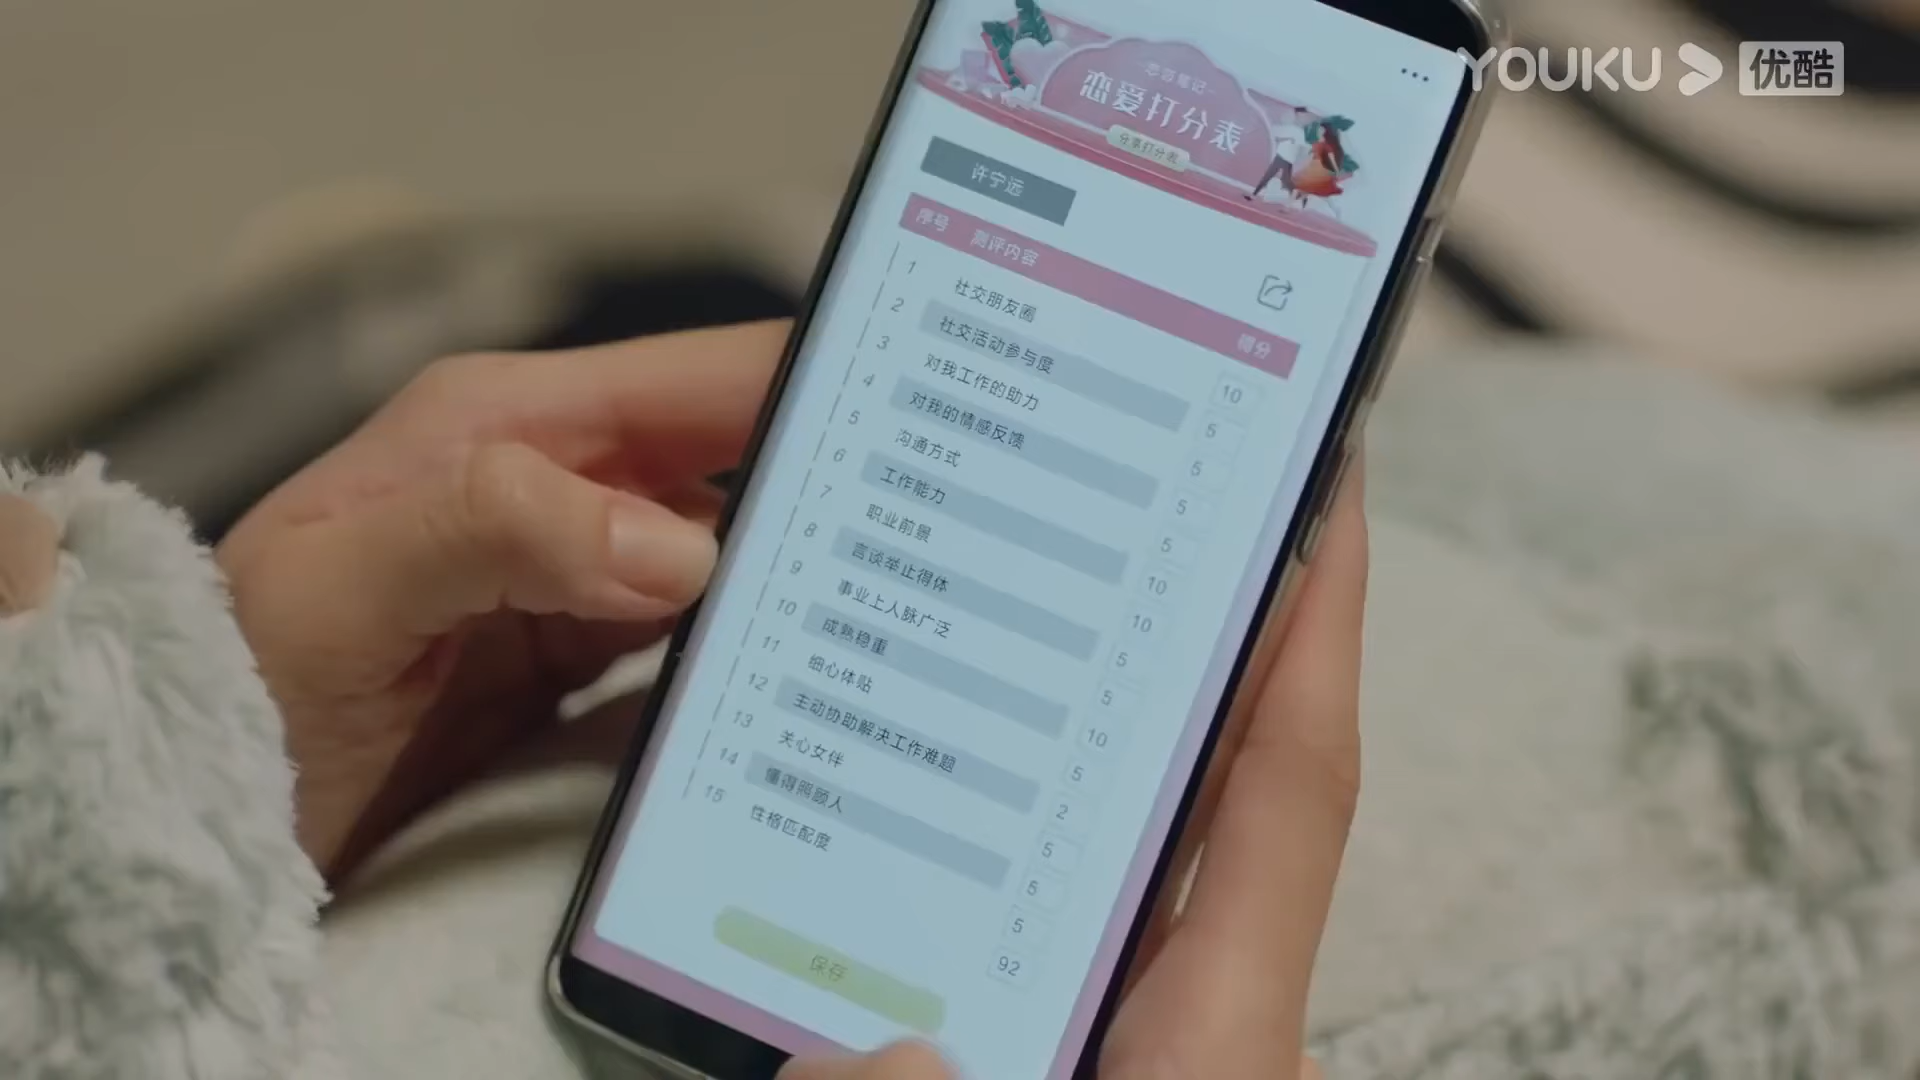 YOUKU 优酷
恋爱笔记
恋爱打分表
分享打分表
许宁远
序号 测评内容 得分
1 社交朋友圈 10
2 社交活动参与度 5
3 对我工作的助力 5
4 对我的情感反馈 5
5 沟通方式 5
6 工作能力 10
7 职业前景 10
8 言谈举止得体 5
9 事业上人脉广泛 5
10 成熟稳重 10
11 细心体贴 5
12 主动协助解决工作难题 2
13 关心女伴 5
14 懂得照顾人 5
15 性格匹配度 5
92
保存